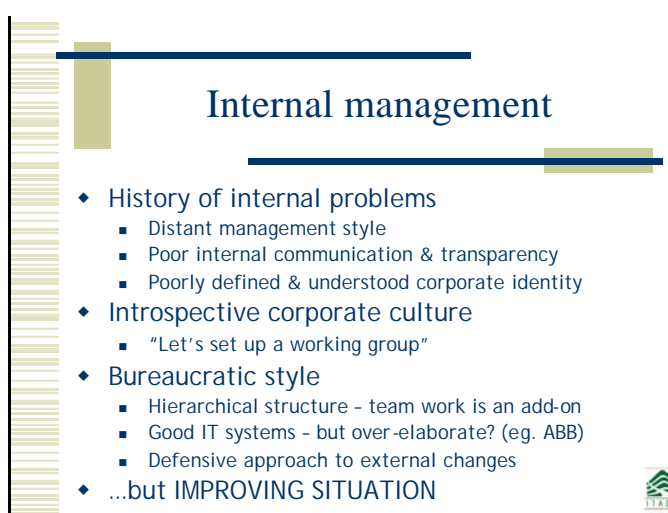 Internal management
◆ History of internal problems
■ Distant management style
■ Poor internal communication & transparency
■ Poorly defined & understood corporate identity
◆ Introspective corporate culture
■ “Let's set up a working group”
◆ Bureaucratic style
■ Hierarchical structure – team work is an add-on
■ Good IT systems – but over-elaborate? (eg. ABB)
■ Defensive approach to external changes
◆ ...but IMPROVING SITUATION